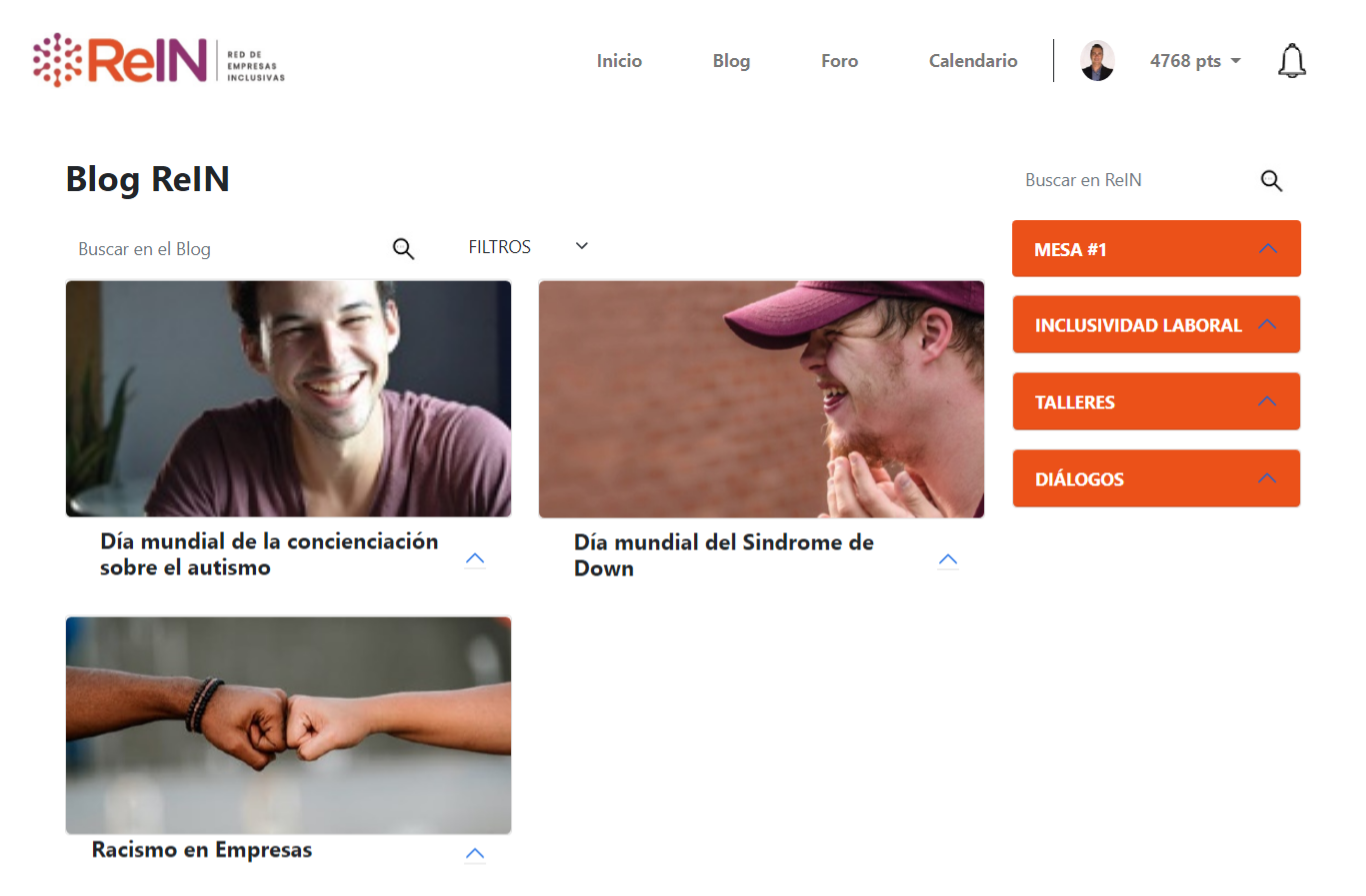 ReIN
RED DE
EMPRESAS
INCLUSIVAS
Inicio
Blog
Foro
Calendario
4768 pts
Blog ReIN
Buscar en el Blog
FILTROS
Buscar en ReIN
MESA #1
INCLUSIVIDAD LABORAL
TALLERES
DIÁLOGOS
Día mundial de la concienciación
sobre el autismo
Día mundial del Sindrome de
Down
Racismo en Empresas